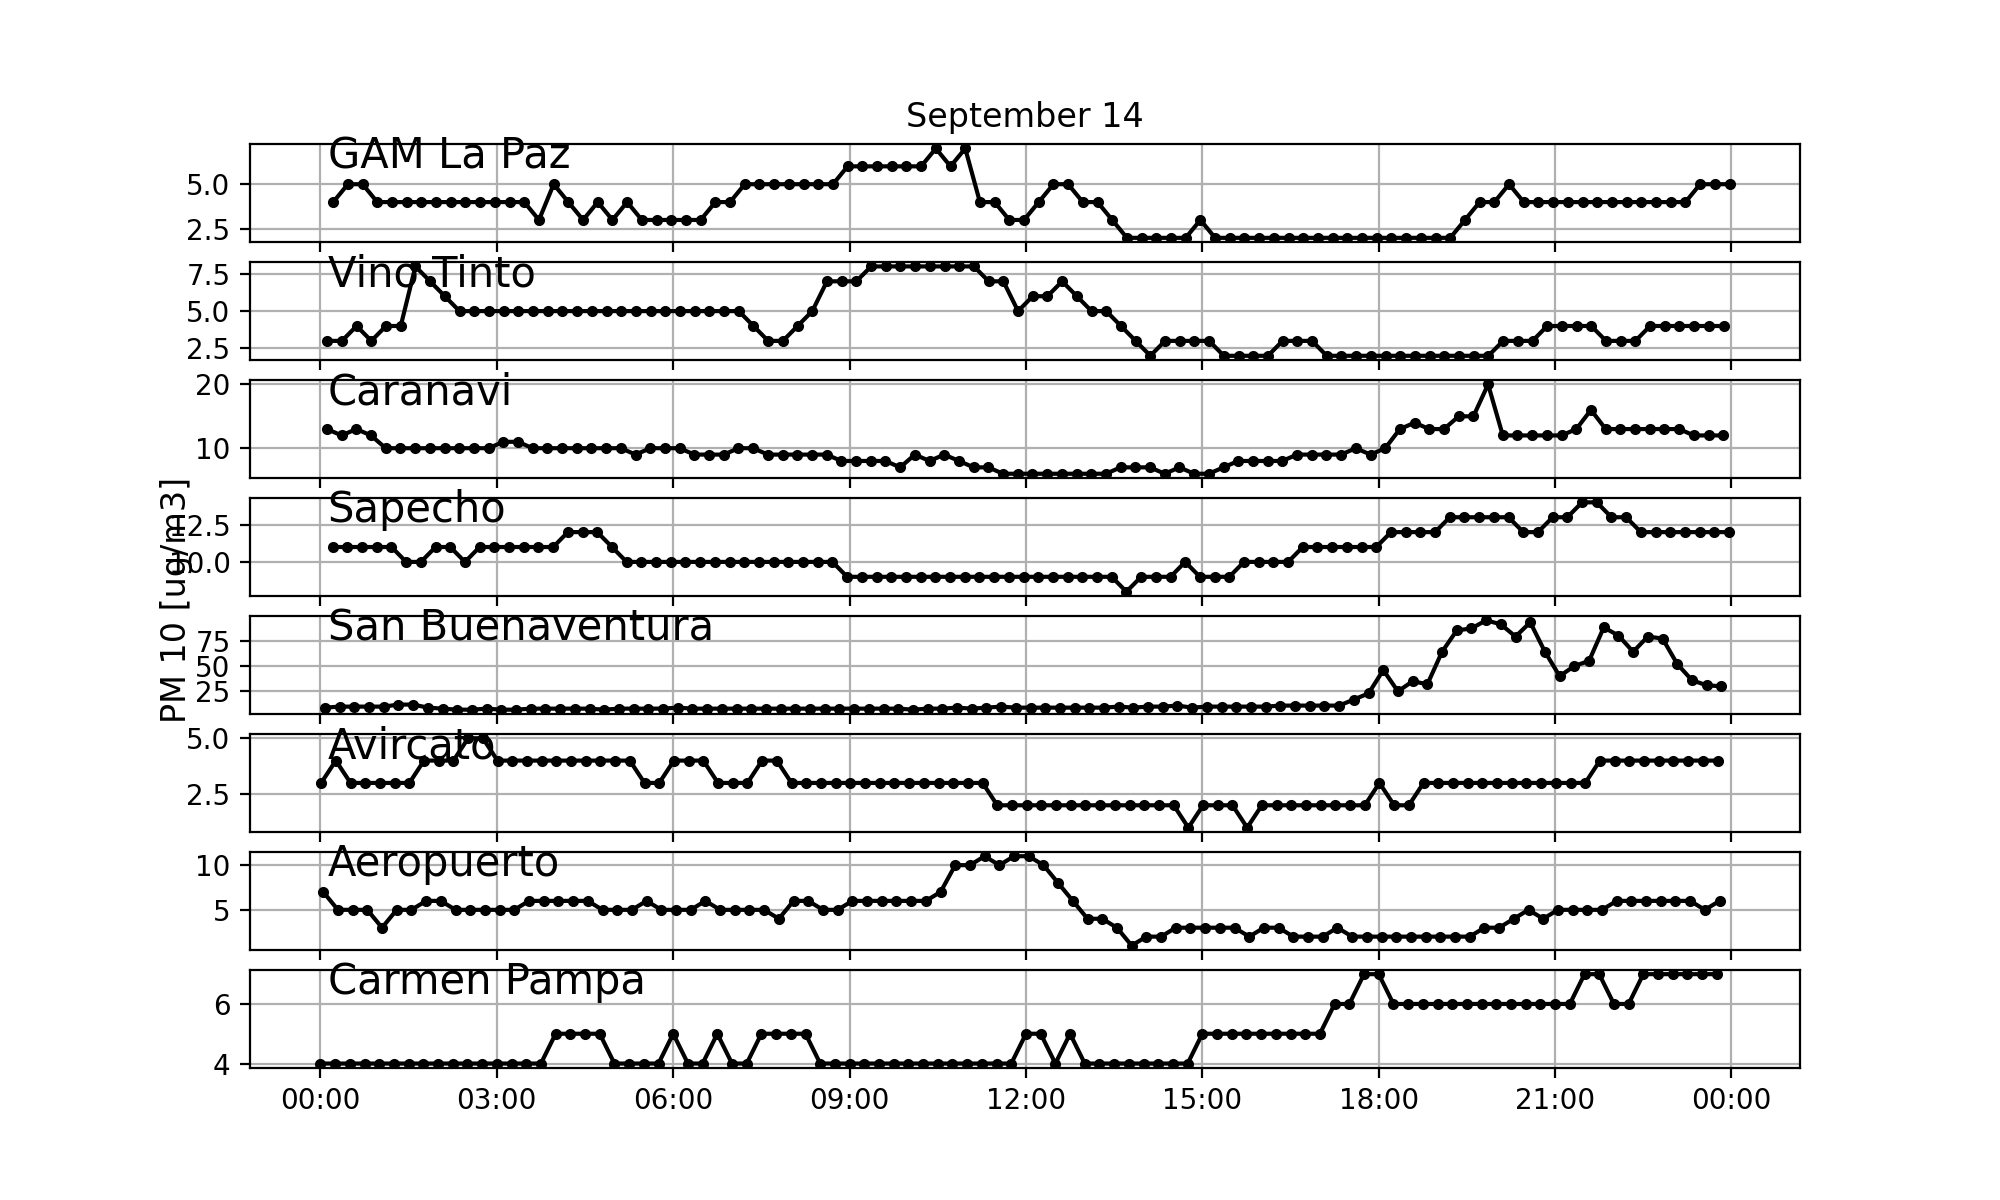 September 14
GAM La Paz
5.0
2.5
Vino Tinto
7.5
5.0
2.5
Caranavi
20
10
Sapecho
2.5
0.0
PM 10 [ug/m3]
San Buenaventura
75
50
25
Avircato
5.0
2.5
Aeropuerto
10
5
Carmen Pampa
6
4
00:00 03:00 06:00 09:00 12:00 15:00 18:00 21:00 00:00